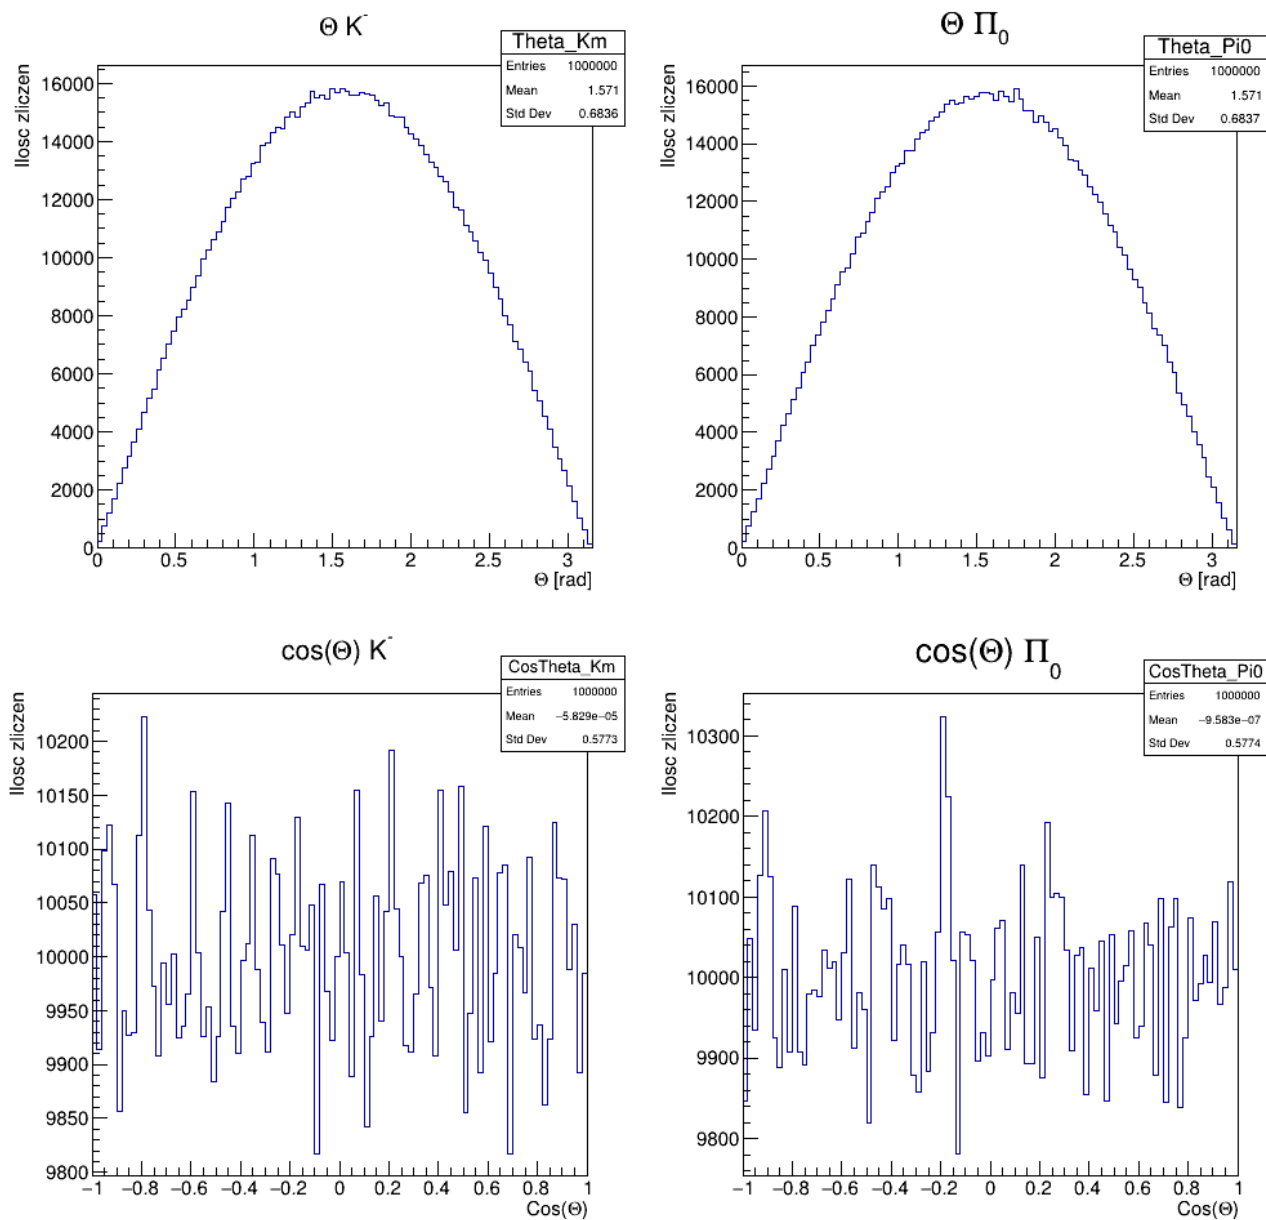 Θ K-
Theta_Km
Entries 1000000
Mean 1.571
Std Dev 0.6836
Ilosc zliczen
16000
14000
12000
10000
8000
6000
4000
2000
0
0 0.5 1 1.5 2 2.5 3
Θ [rad]
Θ Π0
Theta_Pi0
Entries 1000000
Mean 1.571
Std Dev 0.6837
Ilosc zliczen
16000
14000
12000
10000
8000
6000
4000
2000
0
0 0.5 1 1.5 2 2.5 3
Θ [rad]
cos(Θ) K-
CosTheta_Km
Entries 1000000
Mean −5.829e−05
Std Dev 0.5773
Ilosc zliczen
10200
10150
10100
10050
10000
9950
9900
9850
9800
−1 −0.8 −0.6 −0.4 −0.2 0 0.2 0.4 0.6 0.8 1
Cos(Θ)
cos(Θ) Π0
CosTheta_Pi0
Entries 1000000
Mean −9.583e−07
Std Dev 0.5774
Ilosc zliczen
10300
10200
10100
10000
9900
9800
−1 −0.8 −0.6 −0.4 −0.2 0 0.2 0.4 0.6 0.8 1
Cos(Θ)